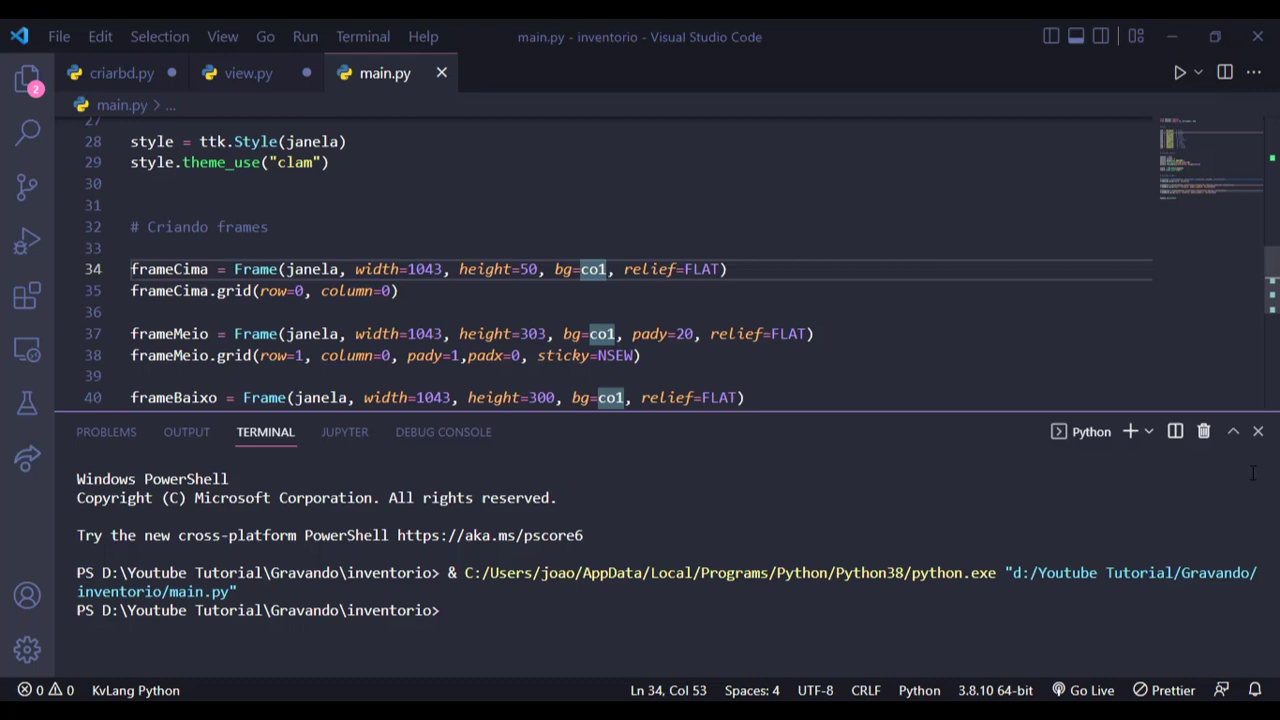 File Edit Selection View Go Run Terminal Help main.py - inventorio - Visual Studio Code
criarbd.py view.py main.py
main.py > ...
2
27
28 style = ttk.Style(janela)
29 style.theme_use("clam")
30
31
32 # Criando frames
33
34 frameCima = Frame(janela, width=1043, height=50, bg=co1, relief=FLAT)
35 frameCima.grid(row=0, column=0)
36
37 frameMeio = Frame(janela, width=1043, height=303, bg=co1, pady=20, relief=FLAT)
38 frameMeio.grid(row=1, column=0, pady=1,padx=0, sticky=NSEW)
39
40 frameBaixo = Frame(janela, width=1043, height=300, bg=co1, relief=FLAT)
PROBLEMS OUTPUT TERMINAL JUPYTER DEBUG CONSOLE Python
Windows PowerShell
Copyright (C) Microsoft Corporation. All rights reserved.
Try the new cross-platform PowerShell https://aka.ms/pscore6
PS D:\Youtube Tutorial\Gravando\inventorio> & C:/Users/joao/AppData/Local/Programs/Python/Python38/python.exe "d:/Youtube Tutorial/Gravando/
inventorio/main.py"
PS D:\Youtube Tutorial\Gravando\inventorio>
0 0 KvLang Python Ln 34, Col 53 Spaces: 4 UTF-8 CRLF Python 3.8.10 64-bit Go Live Prettier